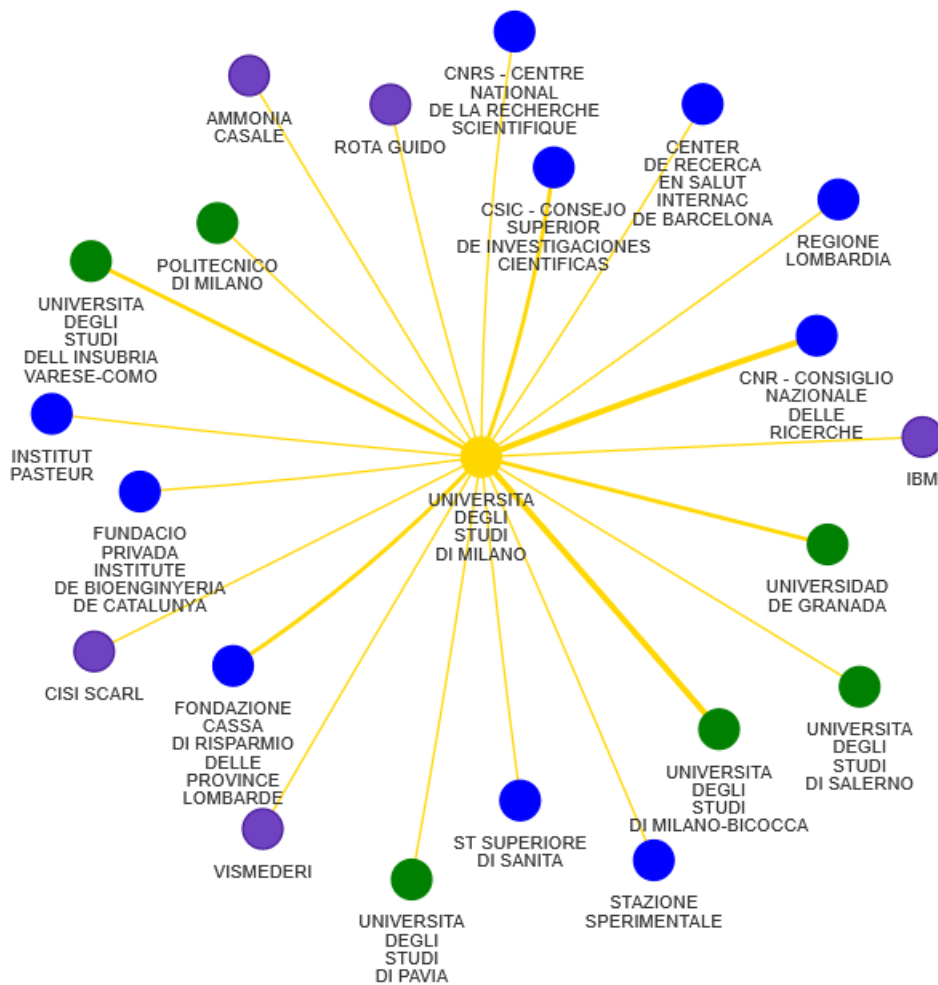 CNRS - CENTRE
NATIONAL
DE LA RECHERCHE
SCIENTIFIQUE
AMMONIA
CASALE
ROTA GUIDO
CENTER
DE RECERCA
EN SALUT
INTERNAC
DE BARCELONA
CSIC - CONSEJO
SUPERIOR
DE INVESTIGACIONES
CIENTIFICAS
REGIONE
LOMBARDIA
POLITECNICO
DI MILANO
UNIVERSITA
DEGLI
STUDI
DELL INSUBRIA
VARESE-COMO
CNR - CONSIGLIO
NAZIONALE
DELLE
RICERCHE
INSTITUT
PASTEUR
IBM
UNIVERSITA
DEGLI
STUDI
DI MILANO
FUNDACIO
PRIVADA
INSTITUTE
DE BIOENGINYERIA
DE CATALUNYA
UNIVERSIDAD
DE GRANADA
CISI SCARL
FONDAZIONE
CASSA
DI RISPARMIO
DELLE
PROVINCE
LOMBARDE
UNIVERSITA
DEGLI
STUDI
DI SALERNO
UNIVERSITA
DEGLI
STUDI
DI MILANO-BICOCCA
ST SUPERIORE
DI SANITA
VISMEDERI
STAZIONE
SPERIMENTALE
UNIVERSITA
DEGLI
STUDI
DI PAVIA